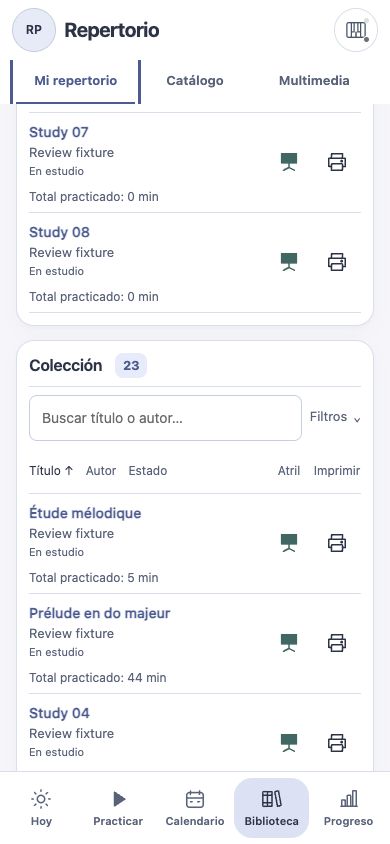 RP Repertorio
Mi repertorio Catálogo Multimedia
Study 07
Review fixture
En estudio
Total practicado: 0 min
Study 08
Review fixture
En estudio
Total practicado: 0 min
Colección 23
Buscar título o autor...
Filtros
Título ↑ Autor Estado Atril Imprimir
Étude mélodique
Review fixture
En estudio
Total practicado: 5 min
Prélude en do majeur
Review fixture
En estudio
Total practicado: 44 min
Study 04
Review fixture
En estudio
Hoy Practicar Calendario Biblioteca Progreso